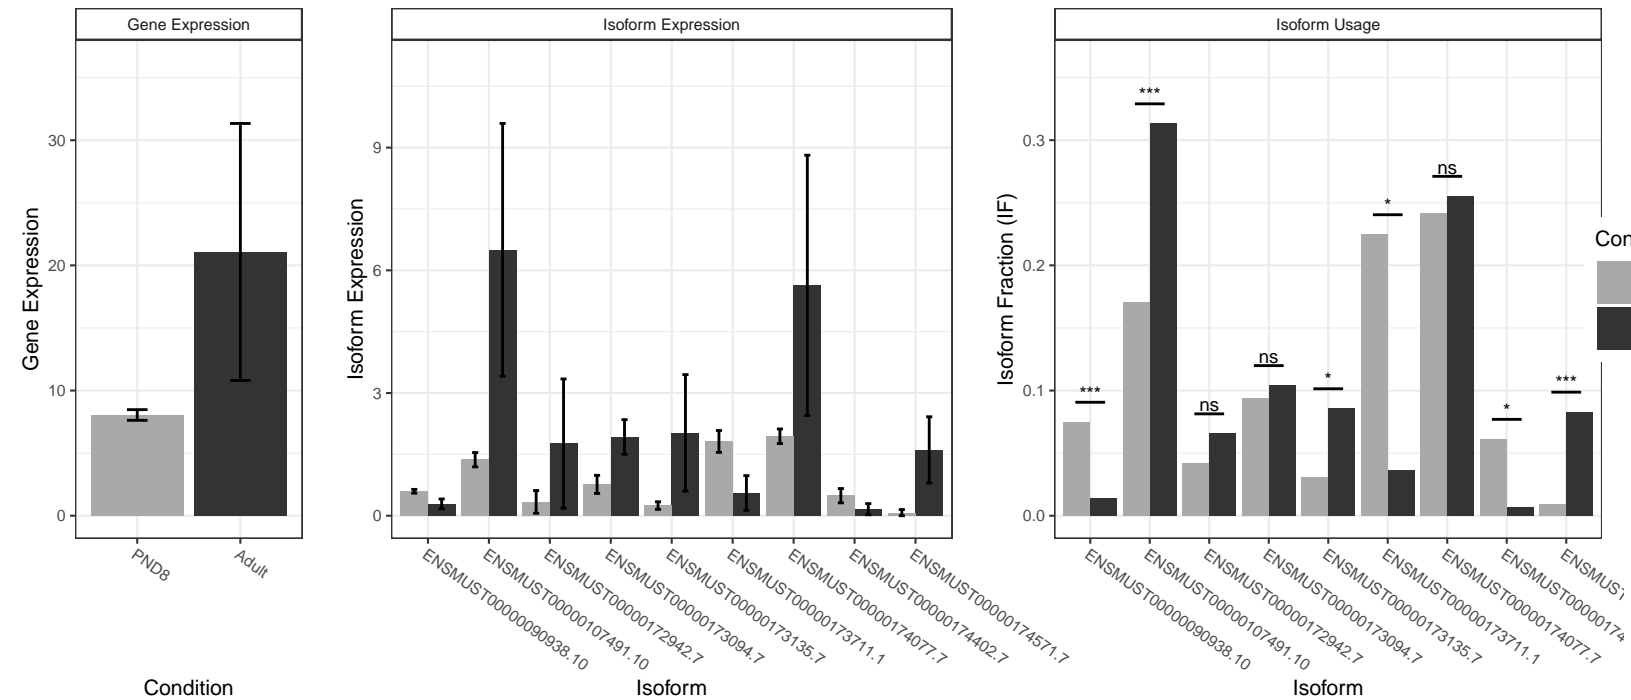 Gene Expression
Isoform Expression
Isoform Usage
Gene Expression
0
10
20
30
PND8
Adult
Condition
Isoform Expression
0
3
6
9
ENSMUST00000090938.10
ENSMUST00000107491.10
ENSMUST00000172942.7
ENSMUST00000173094.7
ENSMUST00000173135.7
ENSMUST00000173711.1
ENSMUST00000174077.7
ENSMUST00000174402.7
ENSMUST00000174571.7
Isoform
Isoform Fraction (IF)
0.0
0.1
0.2
0.3
***
***
ns
ns
*
*
ns
*
***
ENSMUST00000090938.10
ENSMUST00000107491.10
ENSMUST00000172942.7
ENSMUST00000173094.7
ENSMUST00000173135.7
ENSMUST00000173711.1
ENSMUST00000174077.7
ENSMUST00000174
ENSMUST
Isoform
Con